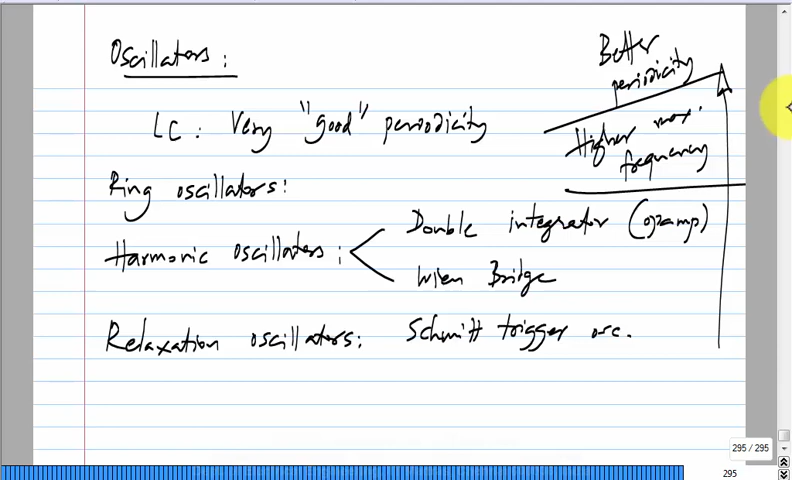 Oscillators:
Better
periodicity
LC: Very "good" periodicity
Higher max.
frequency
Ring oscillators:
Harmonic oscillators: Double integrator (opamp)
Wien Bridge
Relaxation oscillators: Schmitt trigger osc.
295 / 295
295